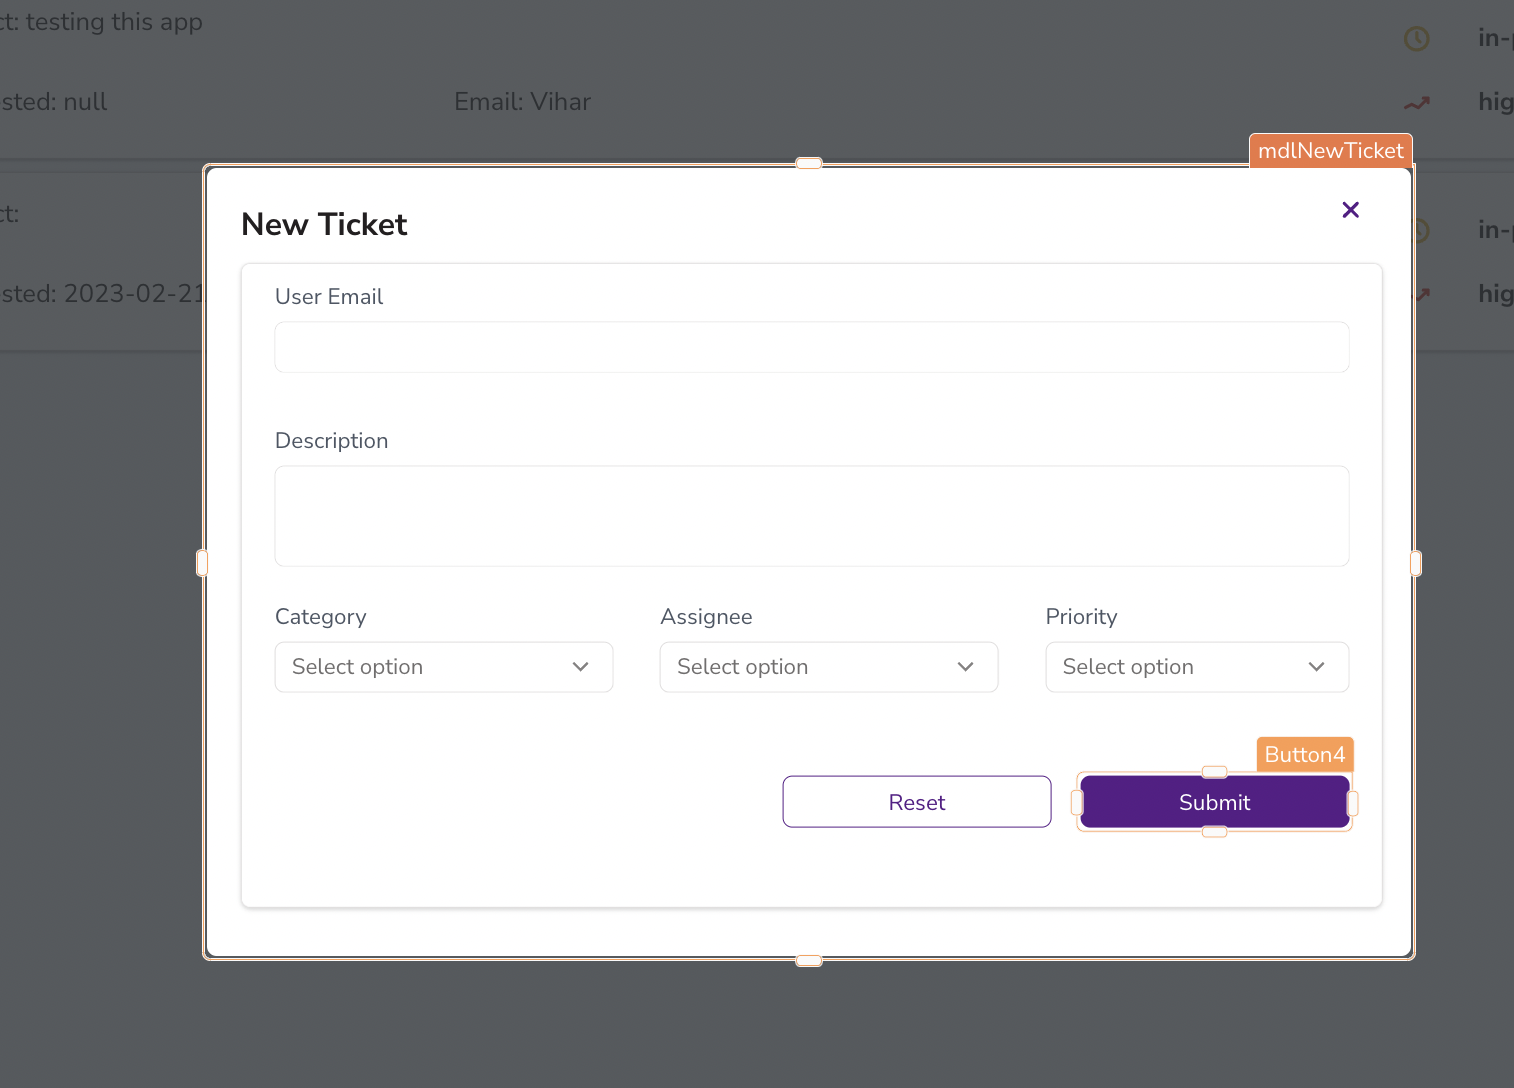 ct: testing this app
in-p
sted: null
Email: Vihar
hig
mdlNewTicket
New Ticket
ct:
in-p
sted: 2023-02-21
hig
User Email
Description
Category
Assignee
Priority
Select option
Select option
Select option
Button4
Reset
Submit